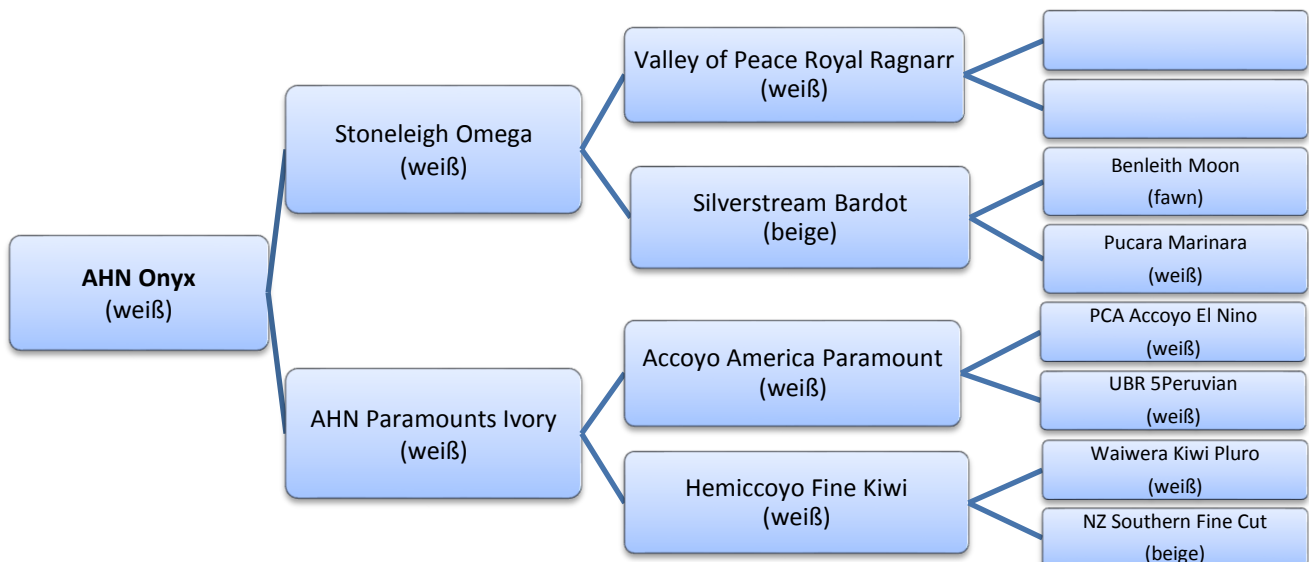 AHN Onyx
(weiß)
Stoneleigh Omega
(weiß)
AHN Paramounts Ivory
(weiß)
Valley of Peace Royal Ragnarr
(weiß)
Silverstream Bardot
(beige)
Accoyo America Paramount
(weiß)
Hemiccoyo Fine Kiwi
(weiß)
Benleith Moon
(fawn)
Pucara Marinara
(weiß)
PCA Accoyo El Nino
(weiß)
UBR 5Peruvian
(weiß)
Waiwera Kiwi Pluro
(weiß)
NZ Southern Fine Cut
(beige)